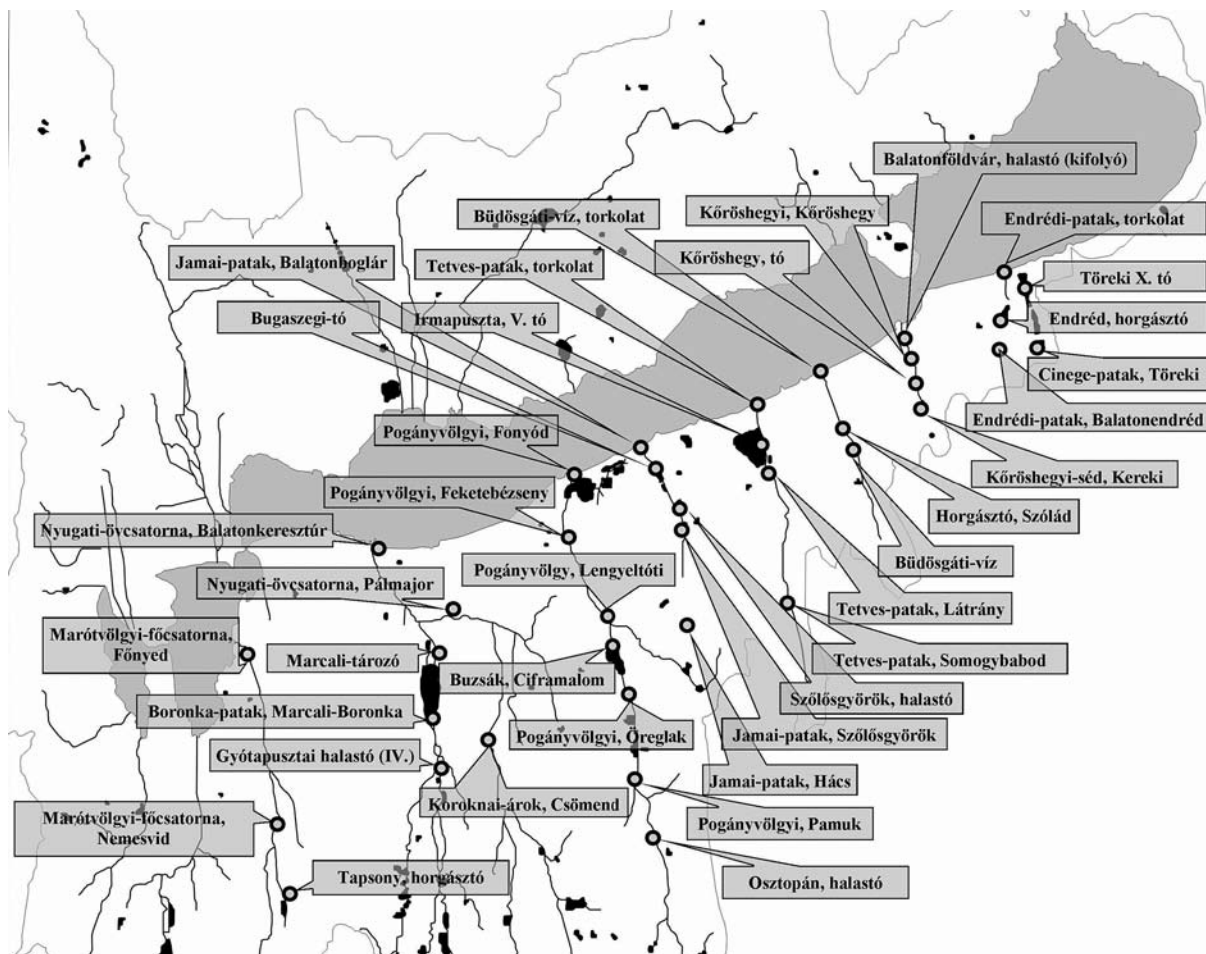 Balatonföldvár, halastó (kifolyó)
Büdösgáti-víz, torkolat
Kőröshegyi, Kőröshegy
Endrédi-patak, torkolat
Jamai-patak, Balatonboglár
Tetves-patak, torkolat
Kőröshegy, tó
Töreki X. tó
Bugaszegi-tó
Irmapuszta, V. tó
Endréd, horgásztó
Cinege-patak, Töreki
Pogányvölgyi, Fonyód
Endrédi-patak, Balatonendréd
Kőröshegyi-séd, Kereki
Pogányvölgyi, Feketebézseny
Horgásztó, Szólád
Nyugati-övcsatorna, Balatonkeresztúr
Büdösgáti-víz
Pogányvölgy, Lengyeltóti
Nyugati-övcsatorna, Pálmajor
Tetves-patak, Látrány
Marótvölgyi-főcsatorna,
Főnyed
Marcali-tározó
Buzsák, Ciframalom
Tetves-patak, Somogybabod
Szőlősgyörök, halastó
Boronka-patak, Marcali-Boronka
Pogányvölgyi, Öreglak
Jamai-patak, Szőlősgyörök
Gyótapusztai halastó (IV.)
Jamai-patak, Hács
Koroknai-árok, Csömend
Marótvölgyi-főcsatorna,
Nemesvid
Pogányvölgyi, Pamuk
Tapsony, horgásztó
Osztopán, halastó